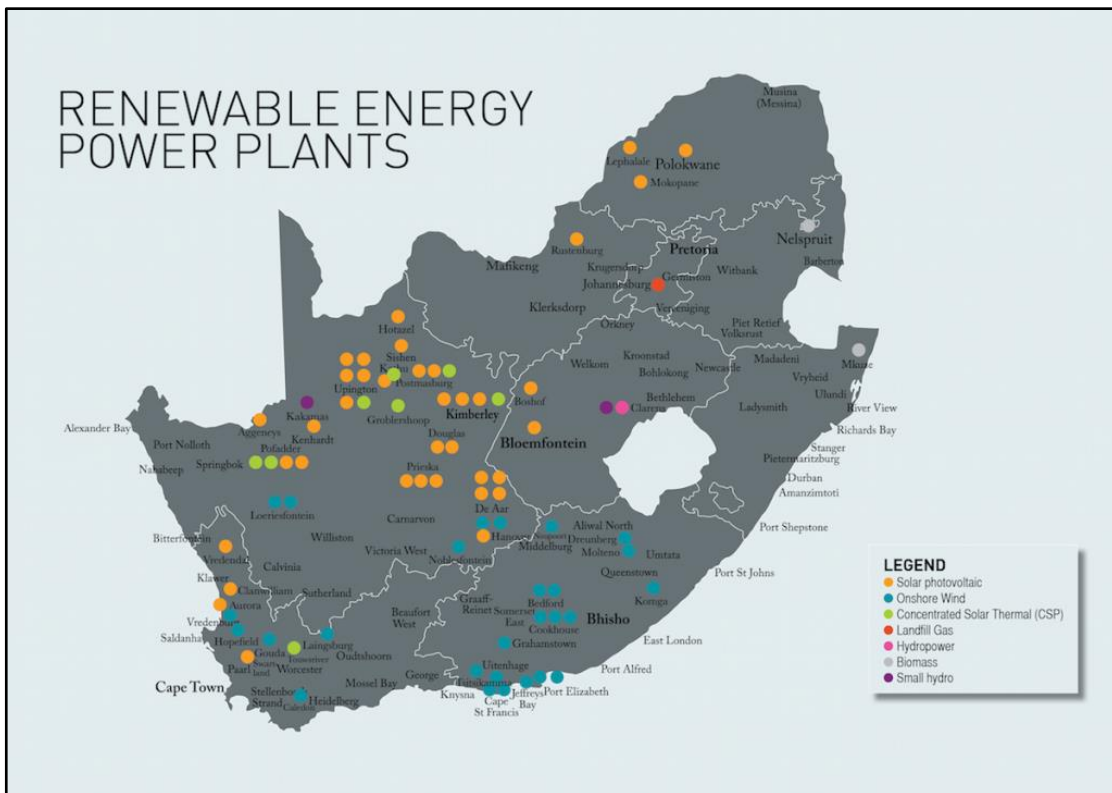 RENEWABLE ENERGY
POWER PLANTS
Musina
(Messina)
Lephalale
Polokwane
Mokopane
Rustenburg
Pretoria
Nelspruit
Mafikeng
Krugersdorp
Germiston
Witbank
Barberton
Johannesburg
Klerksdorp
Vereeniging
Orkney
Piet Retief
Volksrust
Hotazel
Sishen
Postmasburg
Upington
Welkom
Kroonstad
Bohlokong
Newcastle
Madadeni
Mkuze
Vryheid
Ulundi
Kakamas
Groblershoop
Kimberley
Boshof
Bethlehem
Clarens
Ladysmith
River View
Richards Bay
Alexander Bay
Aggeneys
Kenhardt
Douglas
Bloemfontein
Stanger
Port Nolloth
Pofadder
Springbok
Nababeep
Prieska
Pietermaritzburg
Durban
Amanzimtoti
De Aar
Loeriesfontein
Carnarvon
Port Shepstone
Bitterfontein
Williston
Hanover
Aliwal North
Dreunberg
Middelburg
Molteno
Umtata
Vredendal
Victoria West
Noblesfontein
Calvinia
Queenstown
Port St Johns
Klawer
Clanwilliam
Sutherland
Graaff-
Reinet
Komga
Aurora
Beaufort
West
Somerset
East
Bedford
Bhisho
Vredenburg
Saldanha
Cookhouse
Hopefield
Laingsburg
Grahamstown
East London
Gouda
Touwsrivier
Oudtshoorn
Paarl
Swart
land
Worcester
Uitenhage
Port Alfred
Cape Town
Stellenbosch
Strand
Caledon
Heidelberg
Mossel Bay
George
Knysna
Tsitsikamma
Cape
St Francis
Jeffreys
Bay
Port Elizabeth
LEGEND
Solar photovoltaic
Onshore Wind
Concentrated Solar Thermal (CSP)
Landfill Gas
Hydropower
Biomass
Small hydro